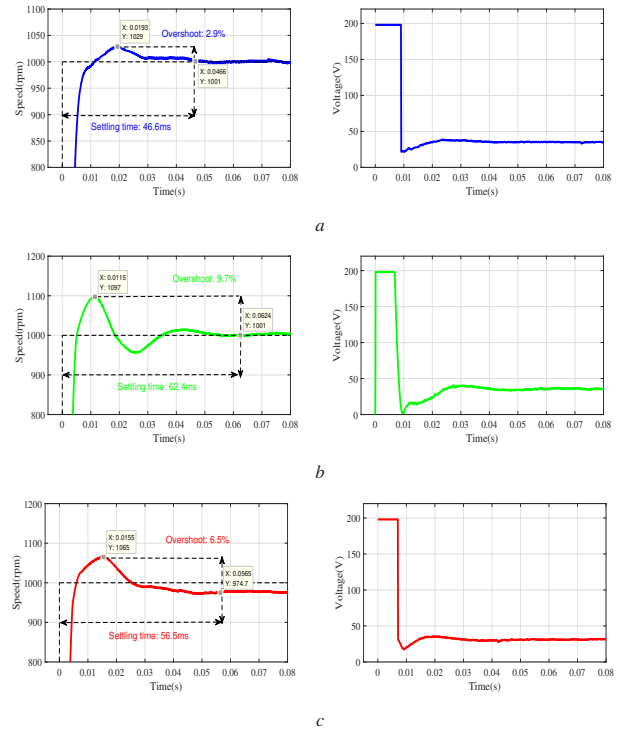 1100
1050
1000
950
900
850
800
Speed(rpm)
X: 0.0193
Y: 1029
Overshoot: 2.9%
X: 0.0466
Y: 1001
Settling time: 46.6ms
0 0.01 0.02 0.03 0.04 0.05 0.06 0.07 0.08
Time(s)
200
150
100
50
0
Voltage(V)
0 0.01 0.02 0.03 0.04 0.05 0.06 0.07 0.08
Time(s)
a
1200
1100
1000
900
800
Speed(rpm)
X: 0.0115
Y: 1097
Overshoot: 9.7%
X: 0.0624
Y: 1001
Settling time: 62.4ms
0 0.01 0.02 0.03 0.04 0.05 0.06 0.07 0.08
Time(s)
200
150
100
50
0
Voltage(V)
0 0.01 0.02 0.03 0.04 0.05 0.06 0.07 0.08
Time(s)
b
1200
1100
1000
900
800
Speed(rpm)
X: 0.0155
Y: 1065
Overshoot: 6.5%
X: 0.0565
Y: 974.7
Settling time: 56.5ms
0 0.01 0.02 0.03 0.04 0.05 0.06 0.07 0.08
Time(s)
200
150
100
50
0
Voltage(V)
0 0.01 0.02 0.03 0.04 0.05 0.06 0.07 0.08
Time(s)
c